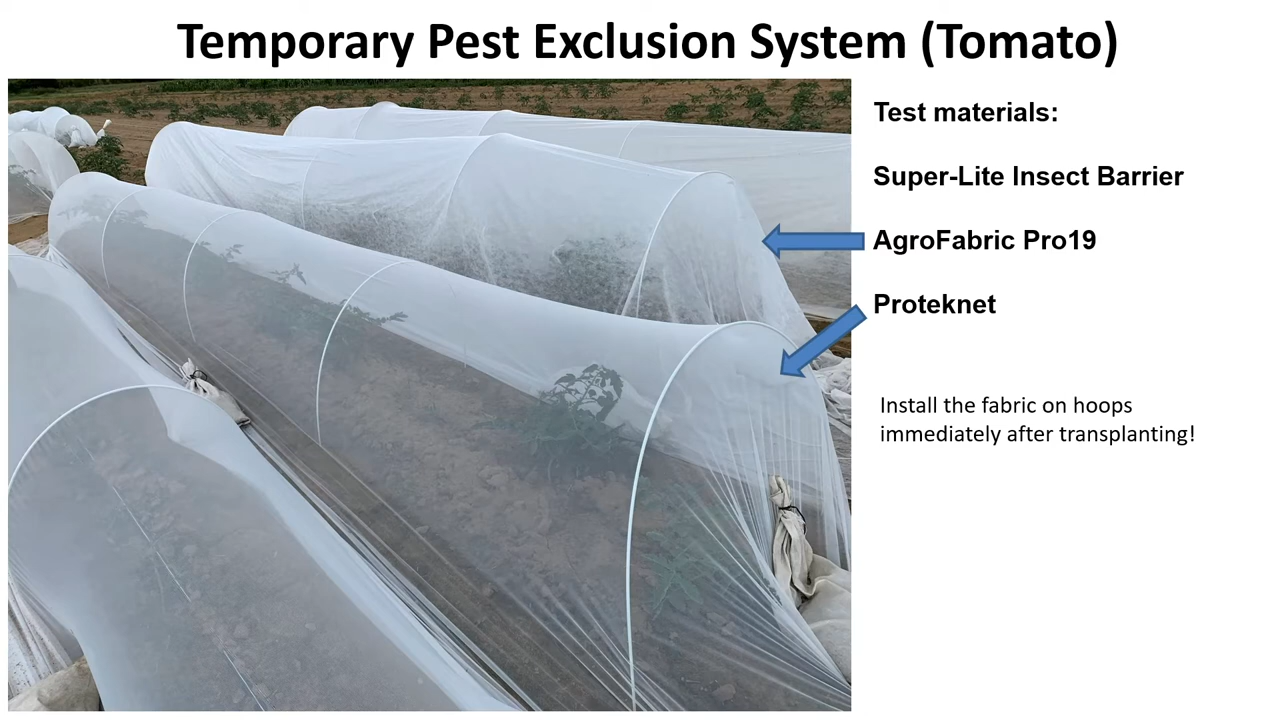 Temporary Pest Exclusion System (Tomato)
Test materials:
Super-Lite Insect Barrier
AgroFabric Pro19
Proteknet
Install the fabric on hoops
immediately after transplanting!